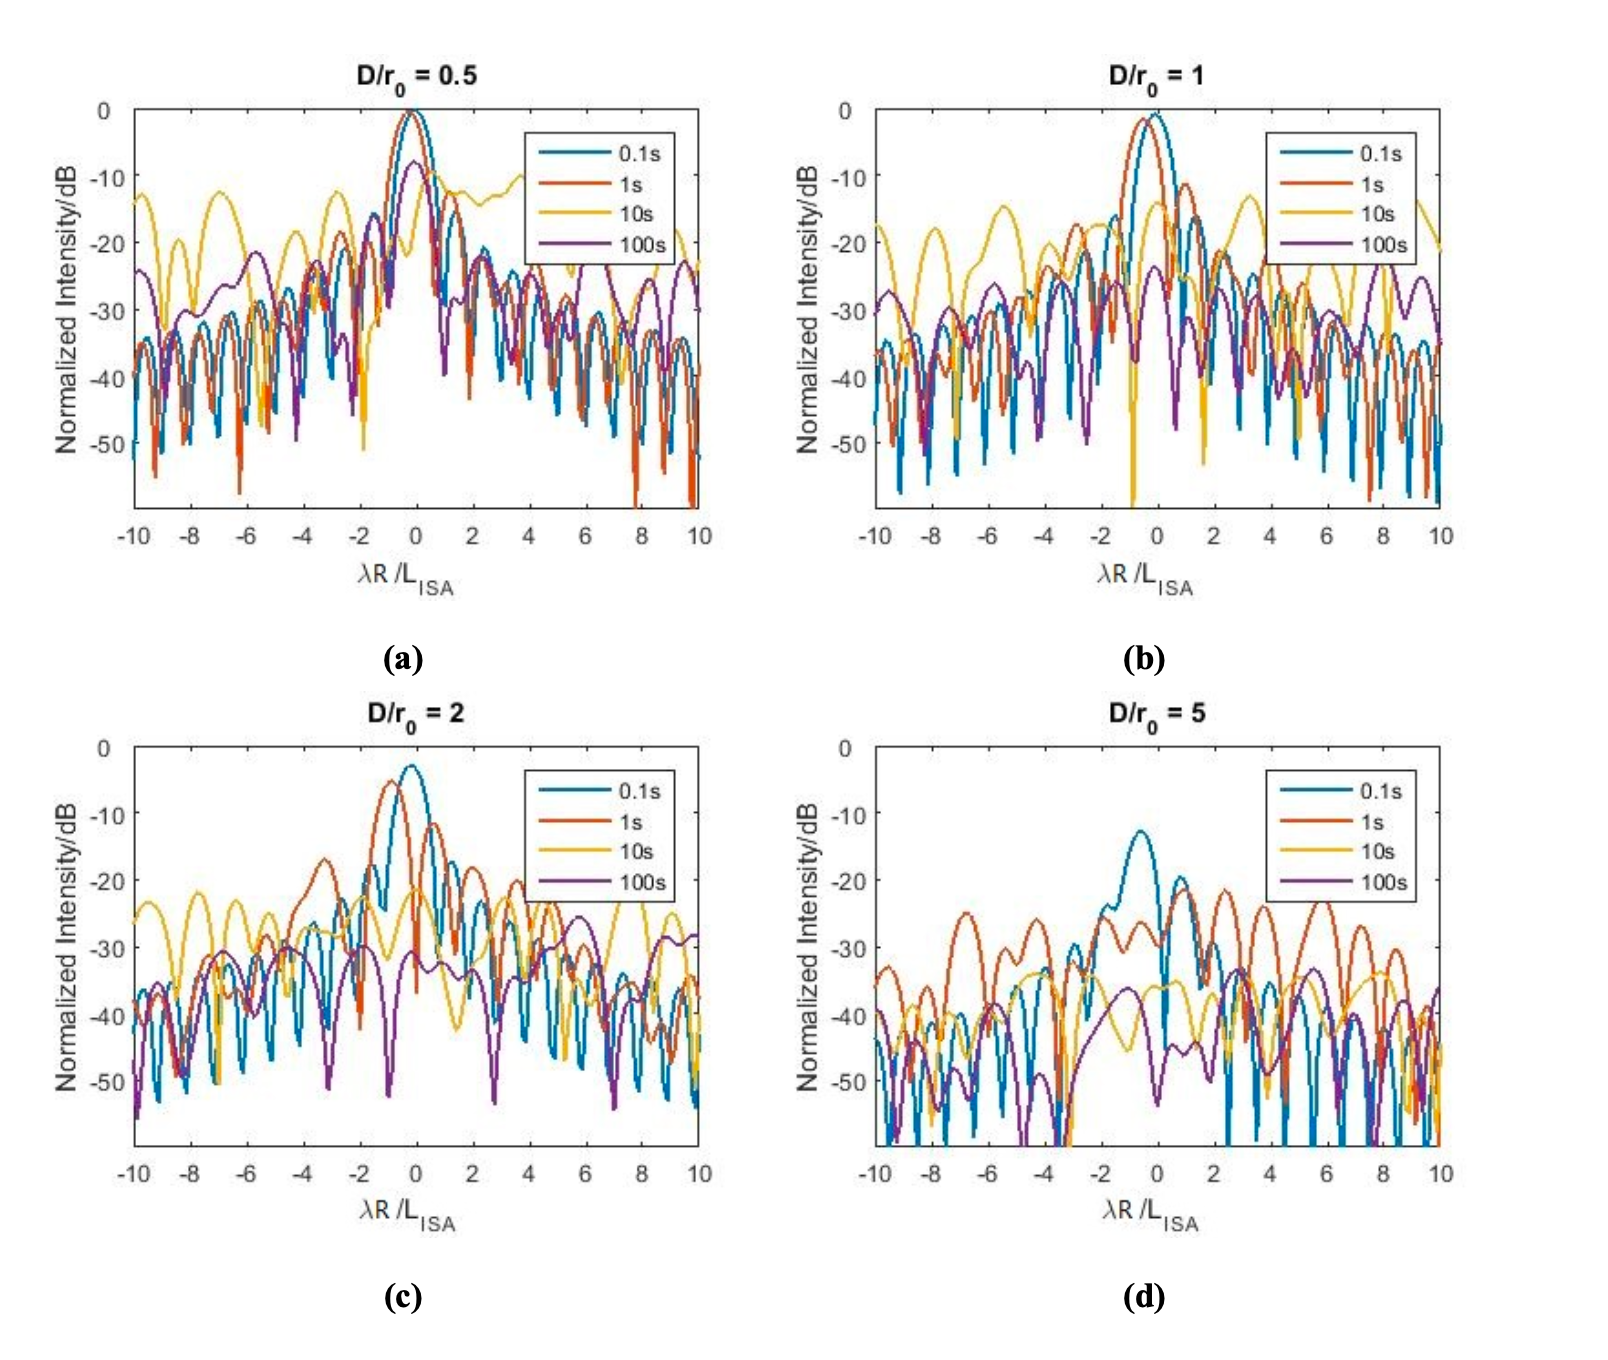 D/r0 = 0.5
Normalized Intensity/dB
0
-10
-20
-30
-40
-50
0.1s
1s
10s
100s
-10 -8 -6 -4 -2 0 2 4 6 8 10
λR /LISA
(a)
D/r0 = 1
Normalized Intensity/dB
0
-10
-20
-30
-40
-50
0.1s
1s
10s
100s
-10 -8 -6 -4 -2 0 2 4 6 8 10
λR /LISA
(b)
D/r0 = 2
Normalized Intensity/dB
0
-10
-20
-30
-40
-50
0.1s
1s
10s
100s
-10 -8 -6 -4 -2 0 2 4 6 8 10
λR /LISA
(c)
D/r0 = 5
Normalized Intensity/dB
0
-10
-20
-30
-40
-50
0.1s
1s
10s
100s
-10 -8 -6 -4 -2 0 2 4 6 8 10
λR /LISA
(d)